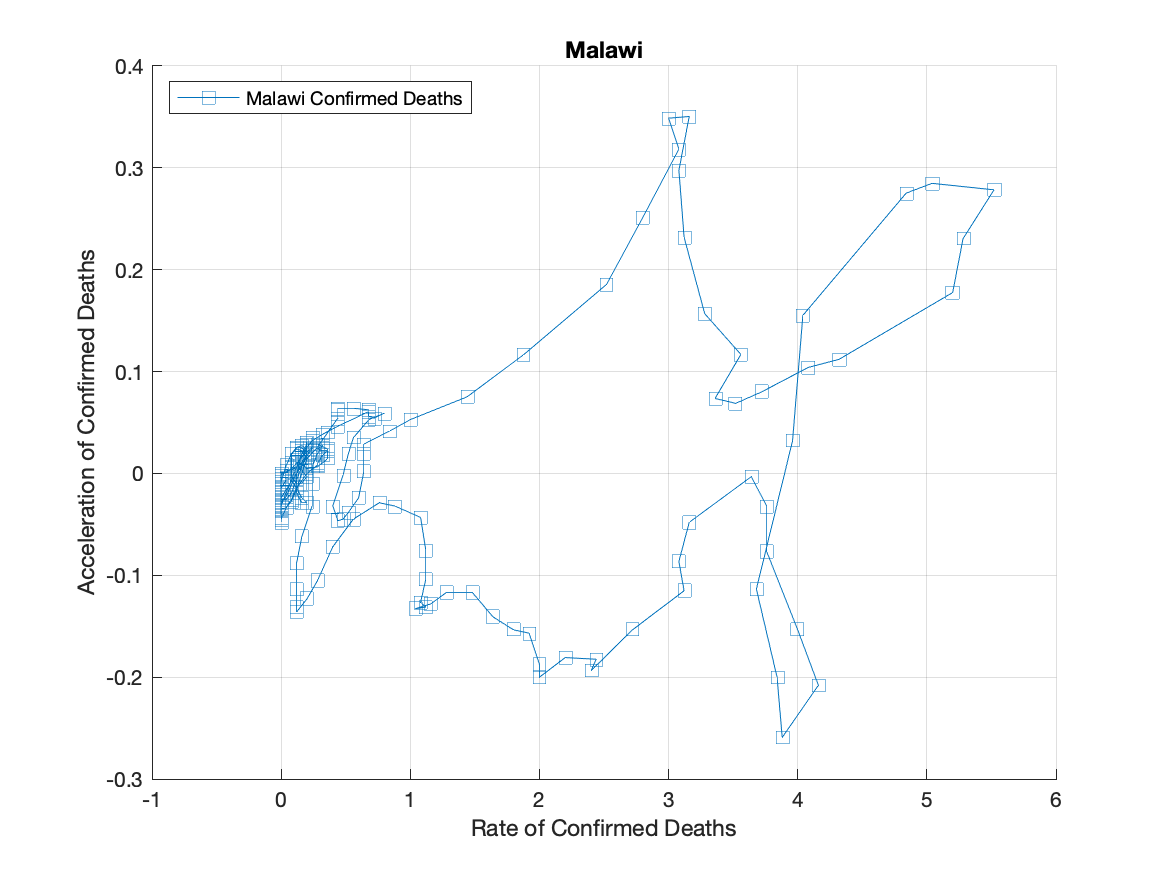 Malawi
Malawi Confirmed Deaths
Acceleration of Confirmed Deaths
0.4
0.3
0.2
0.1
0
-0.1
-0.2
-0.3
-1 0 1 2 3 4 5 6
Rate of Confirmed Deaths